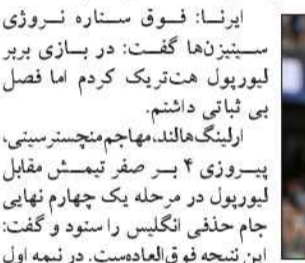 ایرنا: فوق ستاره نروژی
سیتیزن‌ها گفت: در بازی بربر
لیورپول هت‌تریک کردم اما فصل
بی ثباتی داشتم.
ارلینگ‌هالند،مهاجم‌منچسترسیتی،
پیروزی ۴ بر صفر تیمش مقابل
لیورپول در مرحله یک چهارم نهایی
جام حذفی انگلیس را ستود و گفت:
این نتیجه فوق‌العاده‌ست. در نیمه اول